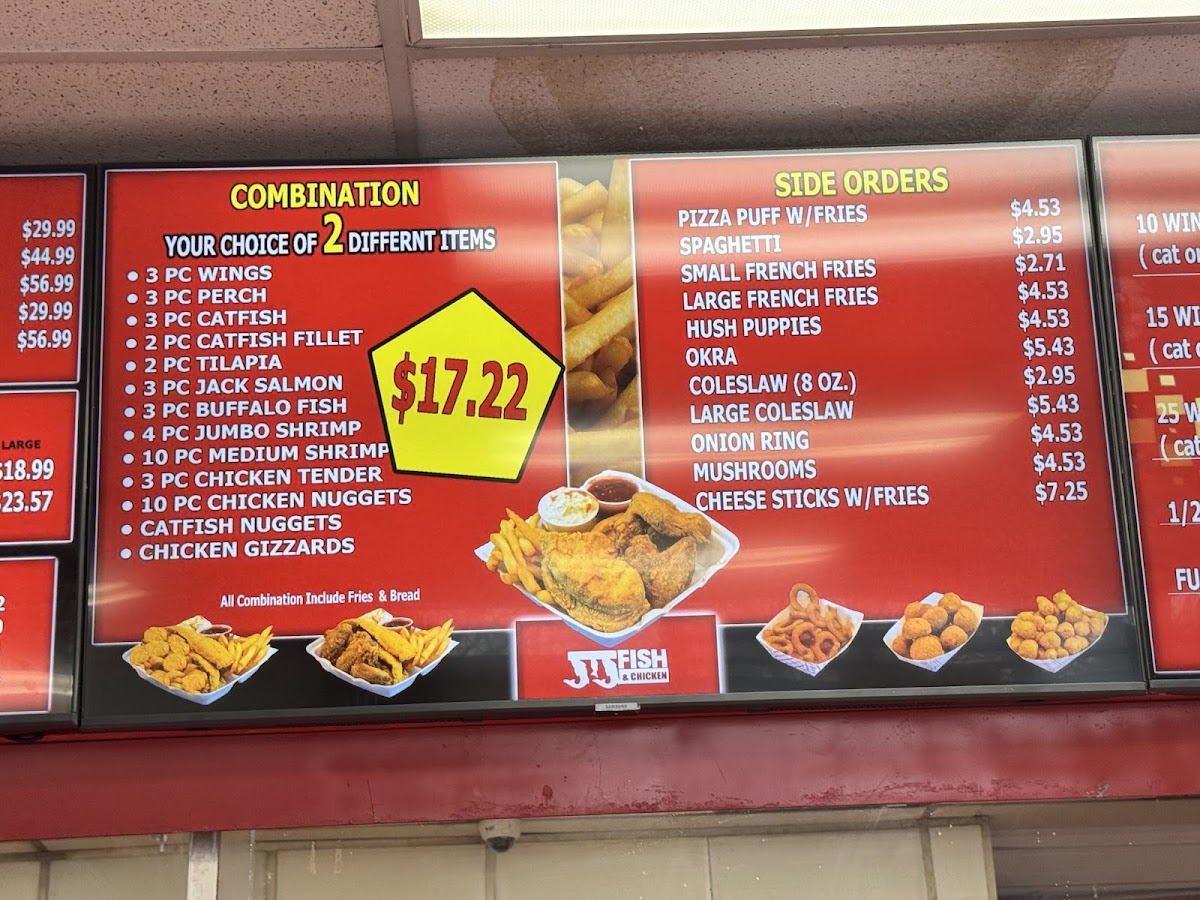 $29.99
$44.99
$56.99
$29.99
$56.99
LARGE
$18.99
$23.57
COMBINATION
YOUR CHOICE OF 2 DIFFERNT ITEMS
• 3 PC WINGS
• 3 PC PERCH
• 3 PC CATFISH
• 2 PC CATFISH FILLET
• 2 PC TILAPIA
• 3 PC JACK SALMON
• 3 PC BUFFALO FISH
• 4 PC JUMBO SHRIMP
• 10 PC MEDIUM SHRIMP
• 3 PC CHICKEN TENDER
• 10 PC CHICKEN NUGGETS
• CATFISH NUGGETS
• CHICKEN GIZZARDS
$17.22
All Combination Include Fries & Bread
SIDE ORDERS
PIZZA PUFF W/FRIES $4.53
SPAGHETTI $2.95
SMALL FRENCH FRIES $2.71
LARGE FRENCH FRIES $4.53
HUSH PUPPIES $4.53
OKRA $5.43
COLESLAW (8 OZ.) $2.95
LARGE COLESLAW $5.43
ONION RING $4.53
MUSHROOMS $4.53
CHEESE STICKS W/FRIES $7.25
JJ FISH
& CHICKEN
10 WIN
( cat o
15 WI
( cat
25 W
( cat
1/2
FU